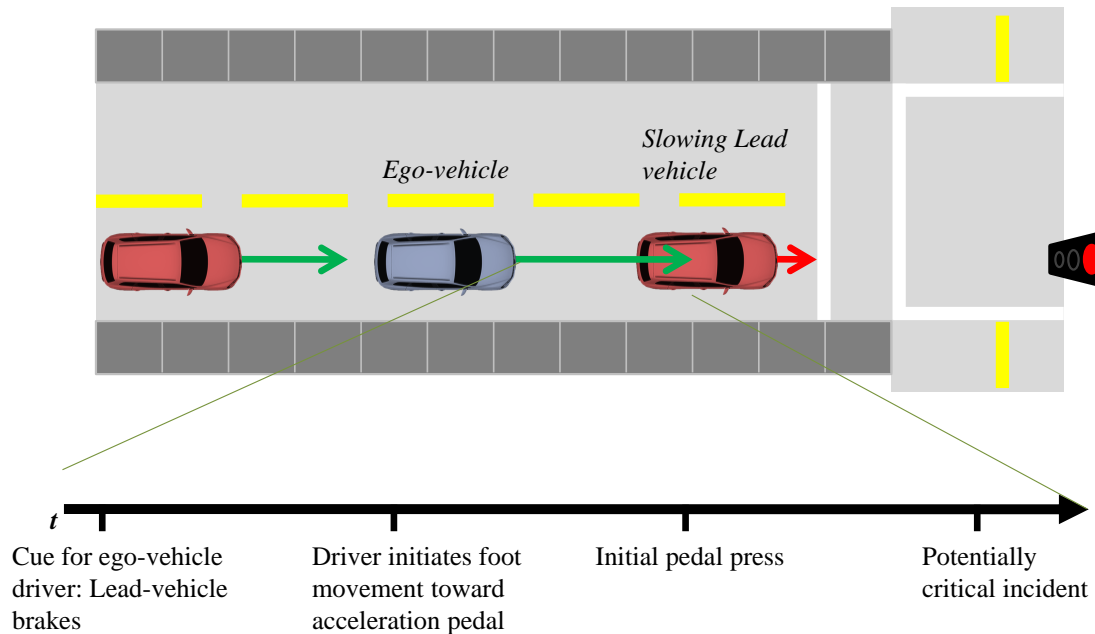 Ego-vehicle
Slowing Lead
vehicle
t
Cue for ego-vehicle
driver: Lead-vehicle
brakes
Driver initiates foot
movement toward
acceleration pedal
Initial pedal press
Potentially
critical incident